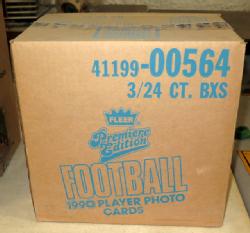 41199-00564
3/24 CT. BXS
FLEER
Premiere
Edition
FOOTBALL
1990 PLAYER PHOTO
CARDS